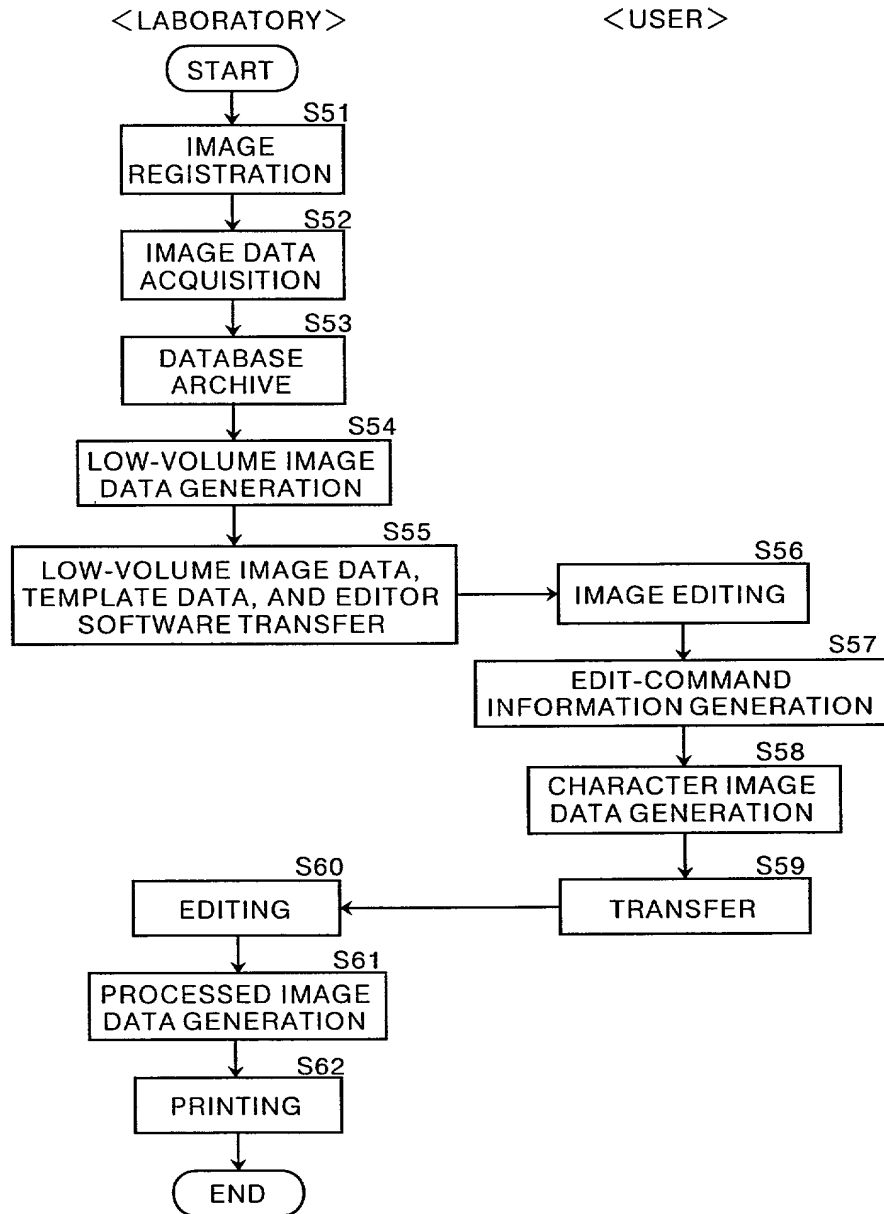 <LABORATORY>
<USER>
START
S51
IMAGE
REGISTRATION
S52
IMAGE DATA
ACQUISITION
S53
DATABASE
ARCHIVE
S54
LOW-VOLUME IMAGE
DATA GENERATION
S55
LOW-VOLUME IMAGE DATA,
TEMPLATE DATA, AND EDITOR
SOFTWARE TRANSFER
S56
IMAGE EDITING
S57
EDIT-COMMAND
INFORMATION GENERATION
S58
CHARACTER IMAGE
DATA GENERATION
S59
TRANSFER
S60
EDITING
S61
PROCESSED IMAGE
DATA GENERATION
S62
PRINTING
END